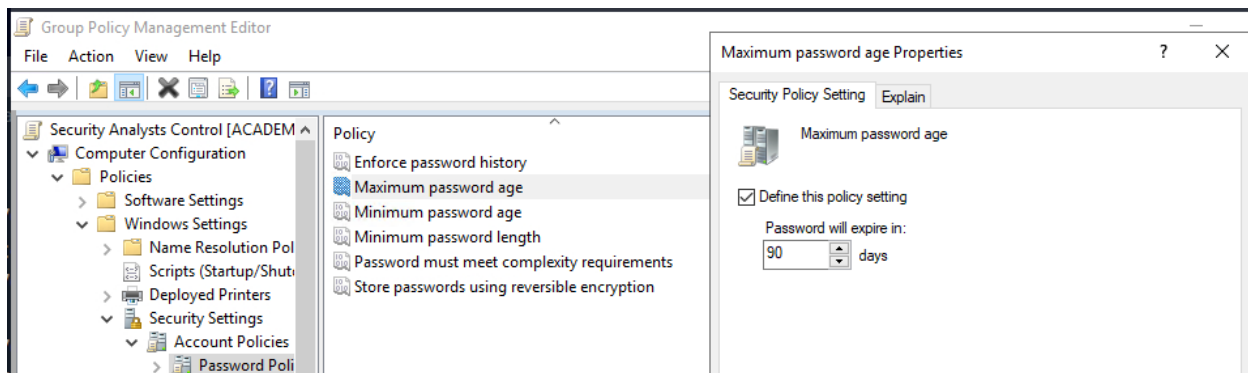 Group Policy Management Editor
File Action View Help
Security Analysts Control [ACADEM
Computer Configuration
Policies
Software Settings
Windows Settings
Name Resolution Pol
Scripts (Startup/Shut
Deployed Printers
Security Settings
Account Policies
Password Poli
Policy
Enforce password history
Maximum password age
Minimum password age
Minimum password length
Password must meet complexity requirements
Store passwords using reversible encryption
Maximum password age Properties ?
Security Policy Setting Explain
Maximum password age
Define this policy setting
Password will expire in:
90 days